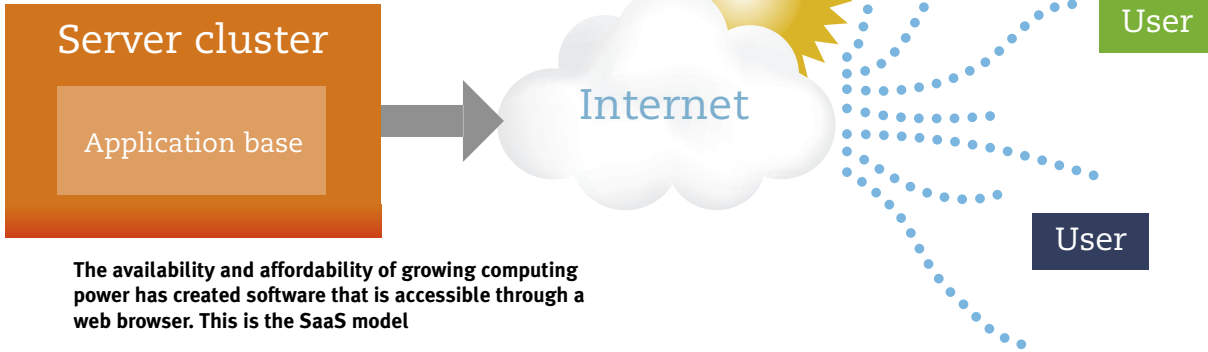 User
Server cluster
Internet
Application base
User
The availability and affordability of growing computing
power has created software that is accessible through a
web browser. This is the SaaS model